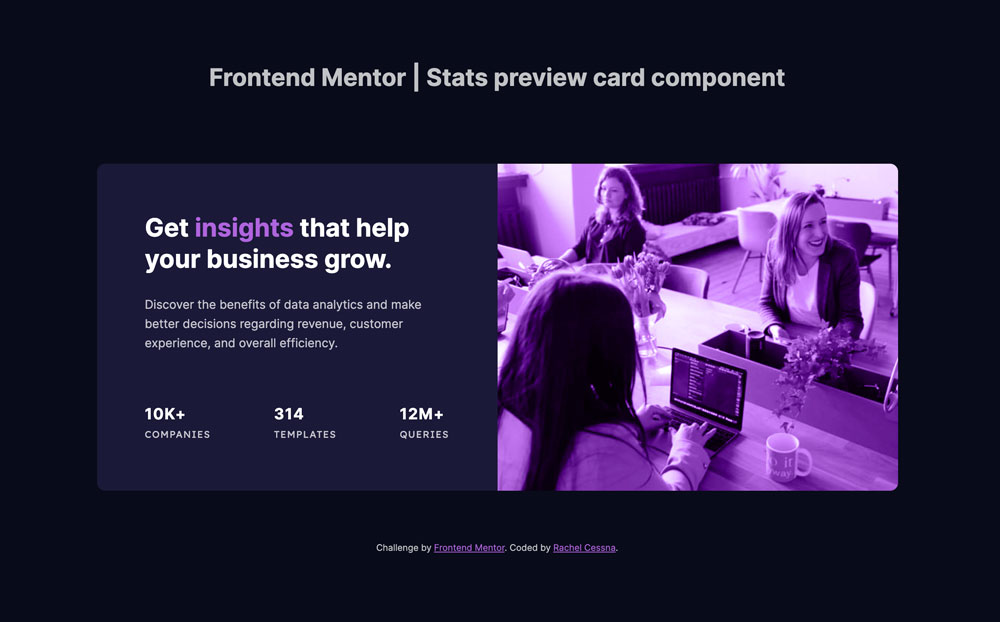 Frontend Mentor | Stats preview card component
Get insights that help
your business grow.
Discover the benefits of data analytics and make
better decisions regarding revenue, customer
experience, and overall efficiency.
10K+ 314 12M+
COMPANIES TEMPLATES QUERIES
Challenge by Frontend Mentor. Coded by Rachel Cessna.